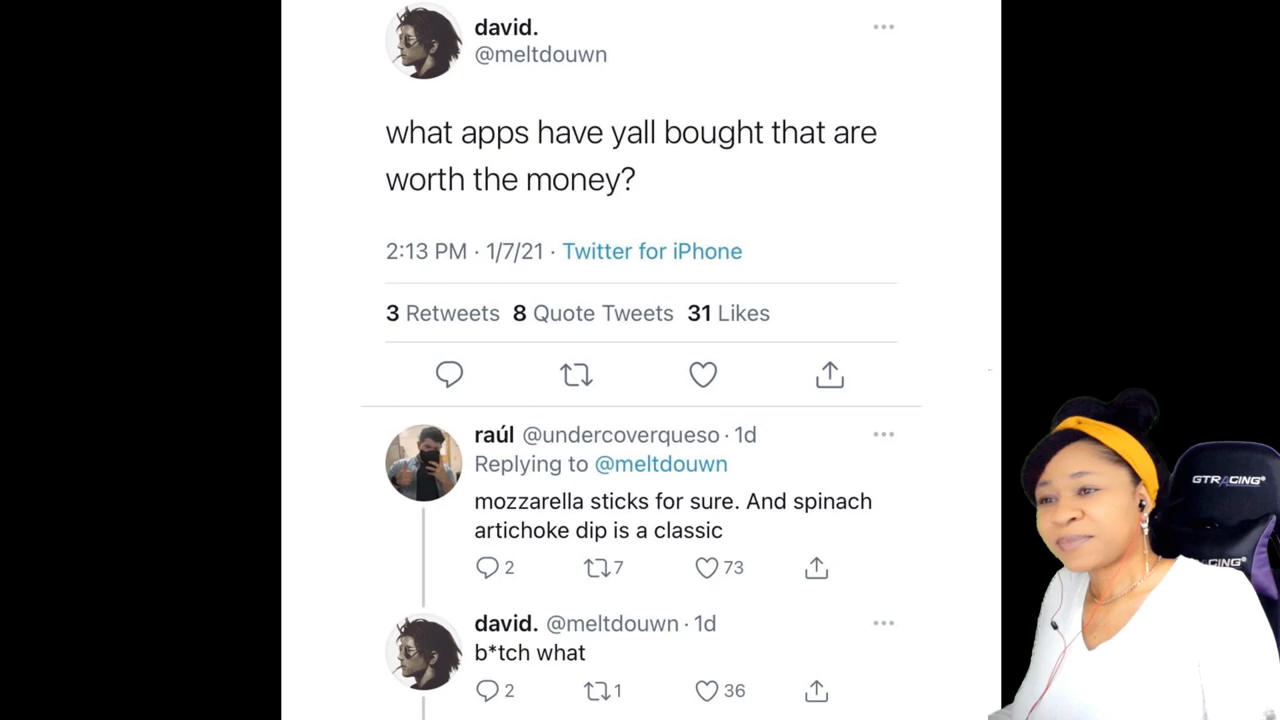 david.
@meltdouwn
what apps have yall bought that are
worth the money?
2:13 PM · 1/7/21 · Twitter for iPhone
3 Retweets 8 Quote Tweets 31 Likes
raúl @undercoverqueso · 1d
Replying to @meltdouwn
mozzarella sticks for sure. And spinach
artichoke dip is a classic
2 7 73
david. @meltdouwn · 1d
b*tch what
2 1 36
GTRACING®
CING®